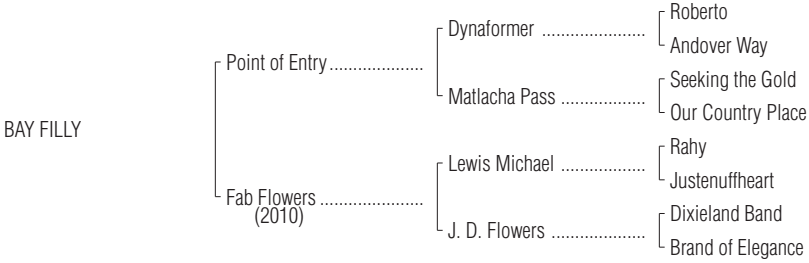 Roberto
Dynaformer ......................
Andover Way
Point of Entry....................
Seeking the Gold
Matlacha Pass ..................
Our Country Place
BAY FILLY
Rahy
Lewis Michael ..................
Justenuffheart
Fab Flowers ......................
(2010)
Dixieland Band
J. D. Flowers ....................
Brand of Elegance